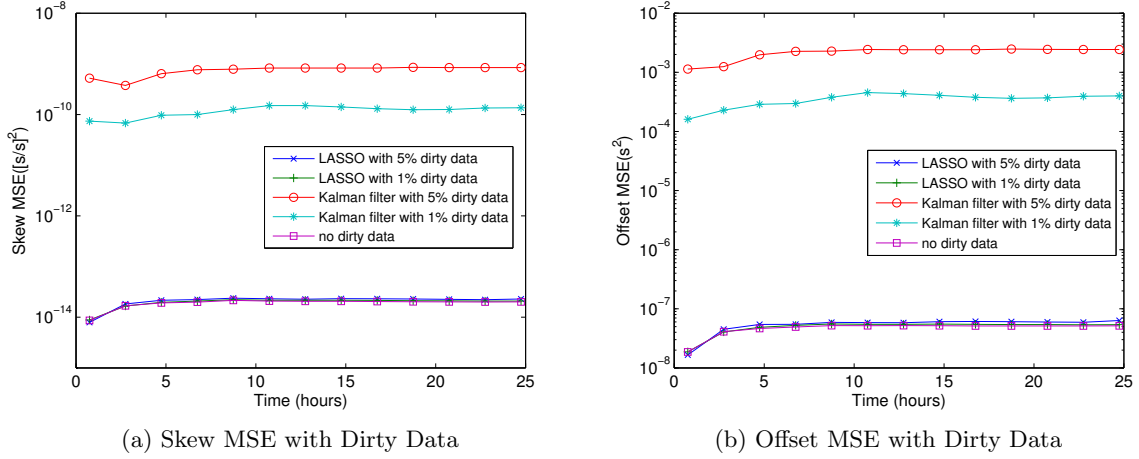 10^-8
10^-10
10^-12
10^-14
Skew MSE([s/s]^2)
LASSO with 5% dirty data
LASSO with 1% dirty data
Kalman filter with 5% dirty data
Kalman filter with 1% dirty data
no dirty data
0 5 10 15 20 25
Time (hours)
(a) Skew MSE with Dirty Data
10^-2
10^-3
10^-4
10^-5
10^-6
10^-7
10^-8
Offset MSE(s^2)
LASSO with 5% dirty data
LASSO with 1% dirty data
Kalman filter with 5% dirty data
Kalman filter with 1% dirty data
no dirty data
0 5 10 15 20 25
Time (hours)
(b) Offset MSE with Dirty Data